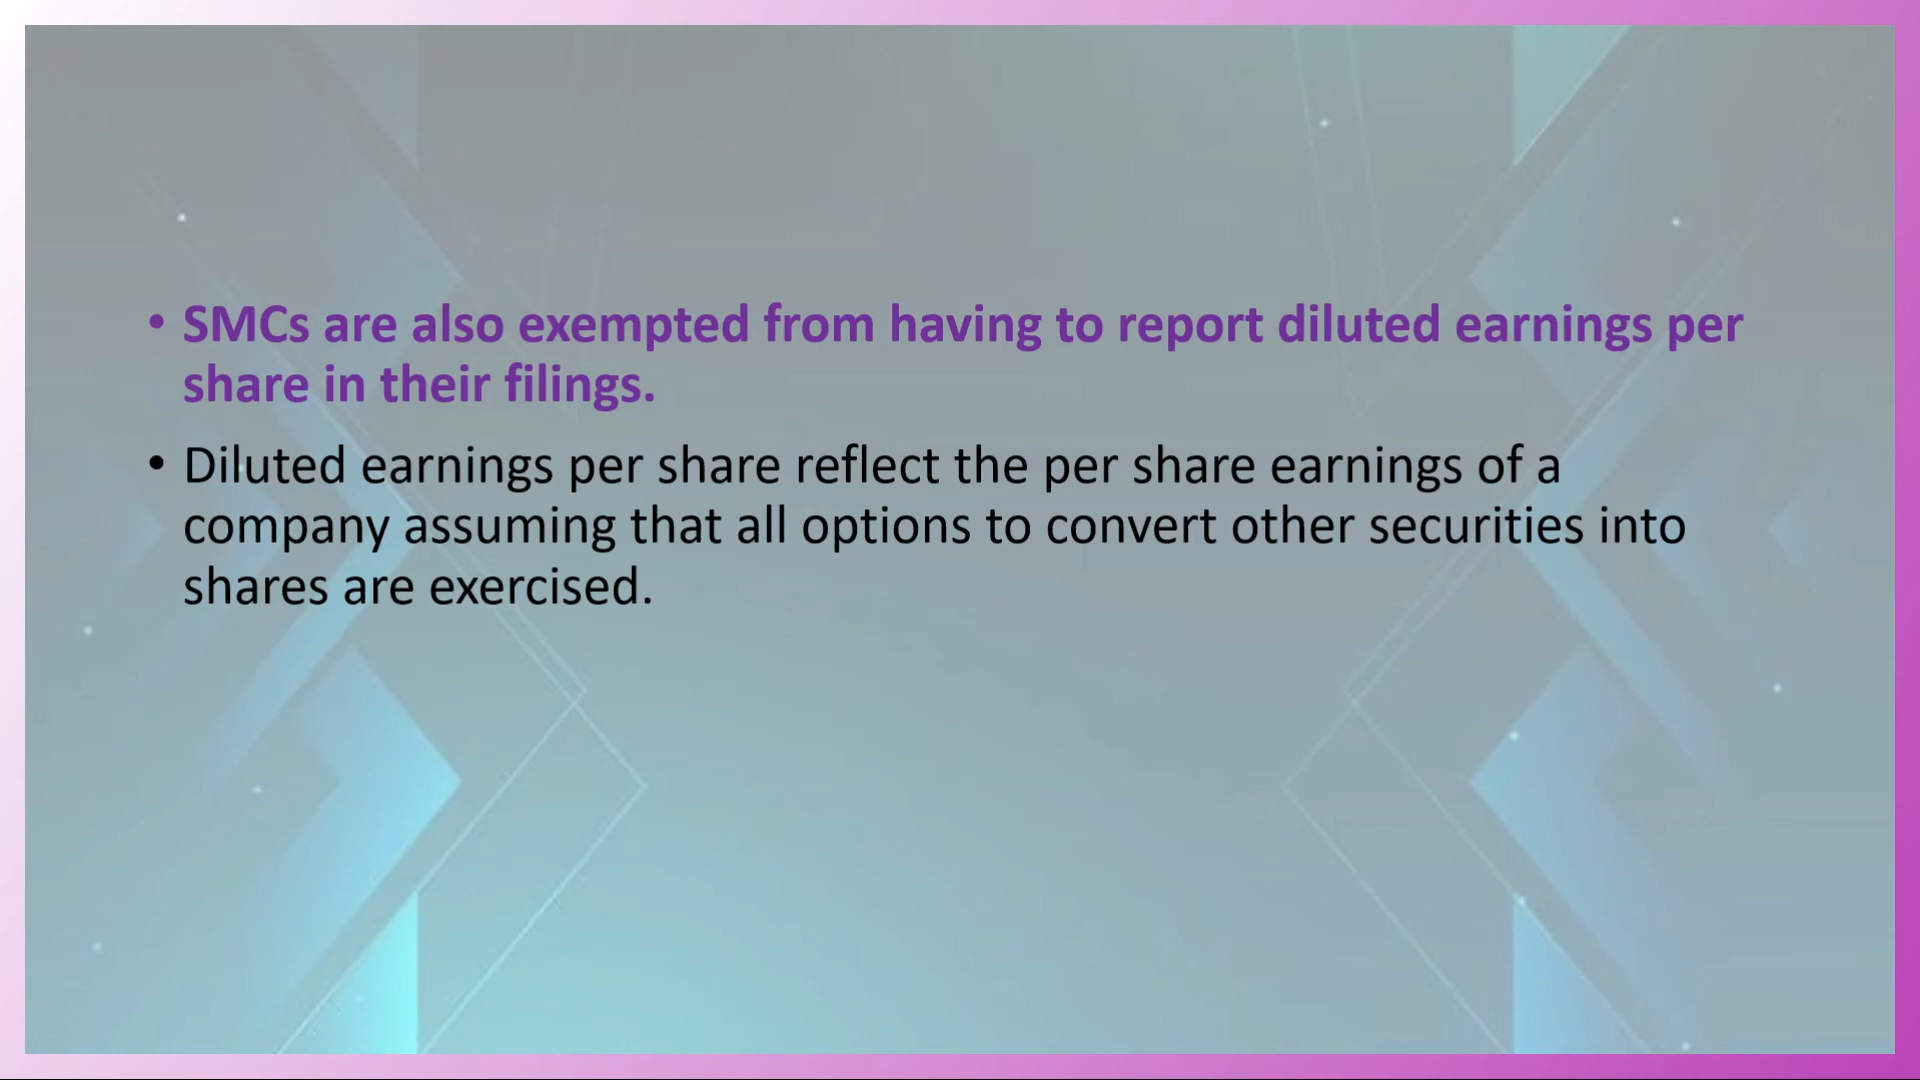 • SMCs are also exempted from having to report diluted earnings per
share in their filings.
• Diluted earnings per share reflect the per share earnings of a
company assuming that all options to convert other securities into
shares are exercised.